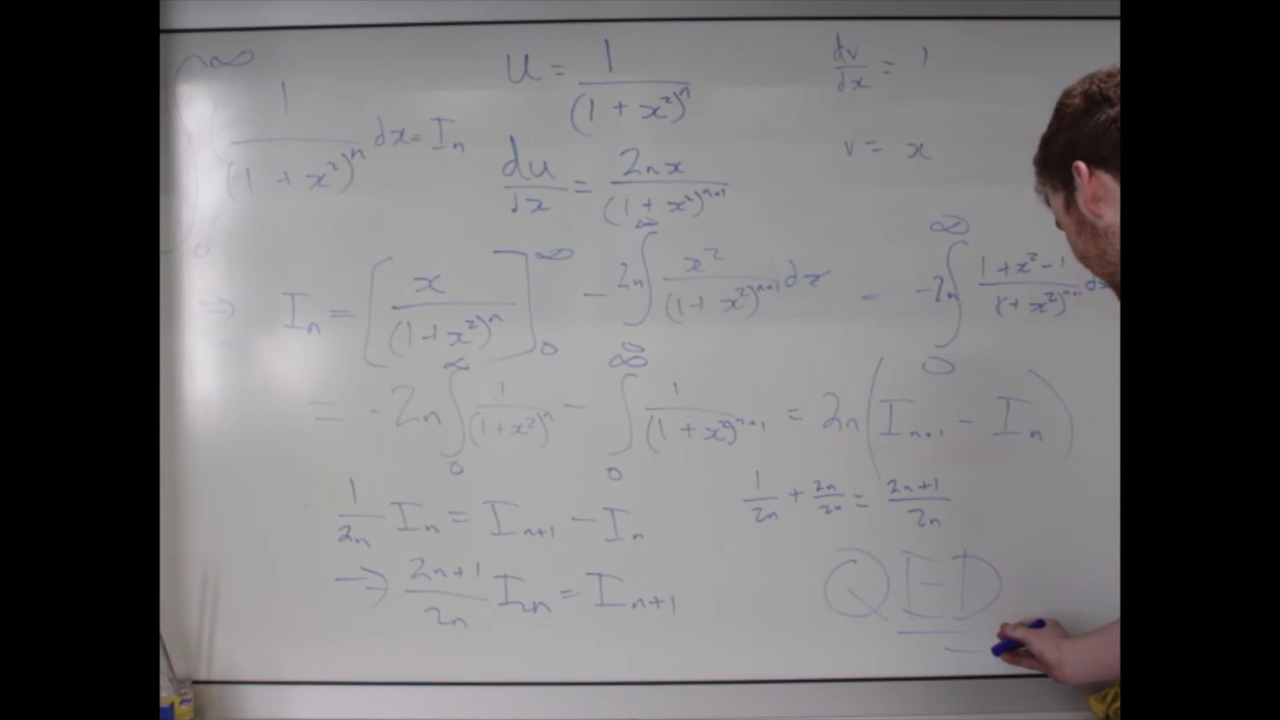 ∫₀^∞ 1/(1 + x²)ⁿ dx = Iₙ
u = 1/(1 + x²)ⁿ
dv/dx = 1
du/dx = 2nx/(1 + x²)ⁿ⁺¹
v = x
⇒ Iₙ = [x/(1+x²)ⁿ]₀^∞ - 2n∫₀^∞ x²/(1+x²)ⁿ⁺¹ dx = -2n∫₀^∞ (1+x²-1)/(1+x²)ⁿ⁺¹ dx
= -2n∫₀^∞ 1/(1+x²)ⁿ - ∫₀^∞ 1/(1+x²)ⁿ⁺¹ = 2n(Iₙ₊₁ - Iₙ)
1/2n Iₙ = Iₙ₊₁ - Iₙ
1/2n + 2n/2n = 2n+1/2n
→ 2n+1/2n I₂ₙ = Iₙ₊₁
QED